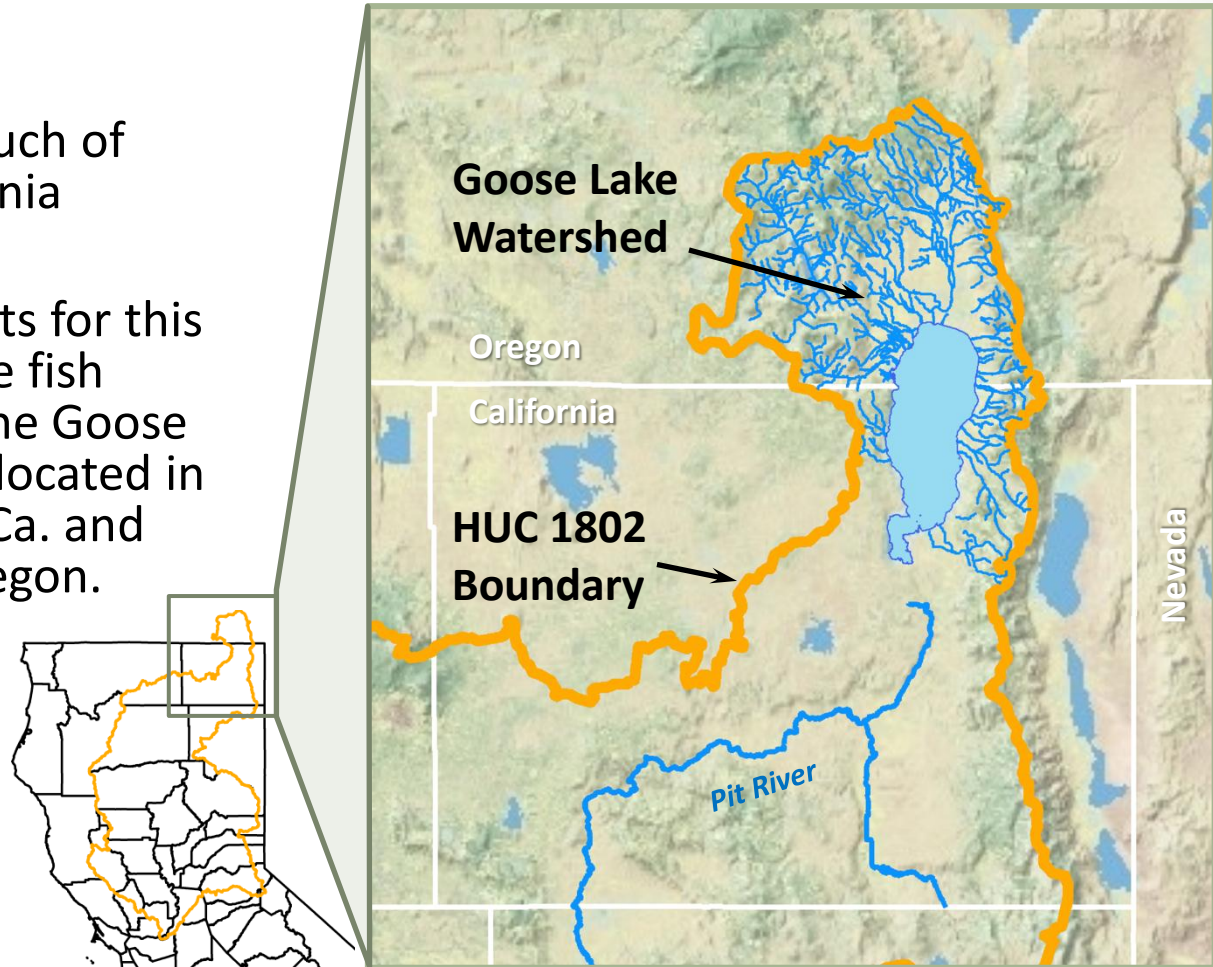 uch of
nia
ts for this
e fish
ne Goose
located in
Ca. and
egon.
Goose Lake
Watershed
Oregon
California
HUC 1802
Boundary
Nevada
Pit River